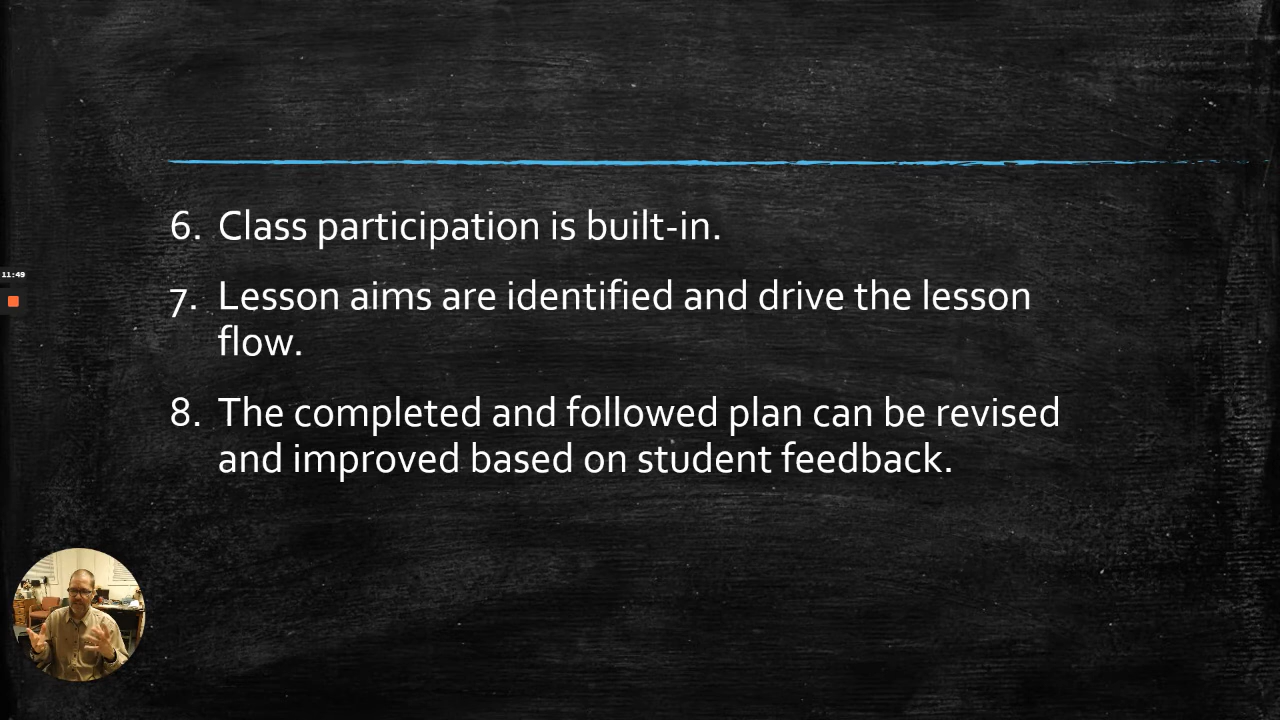 6. Class participation is built-in.
11:49
7. Lesson aims are identified and drive the lesson
flow.
8. The completed and followed plan can be revised
and improved based on student feedback.